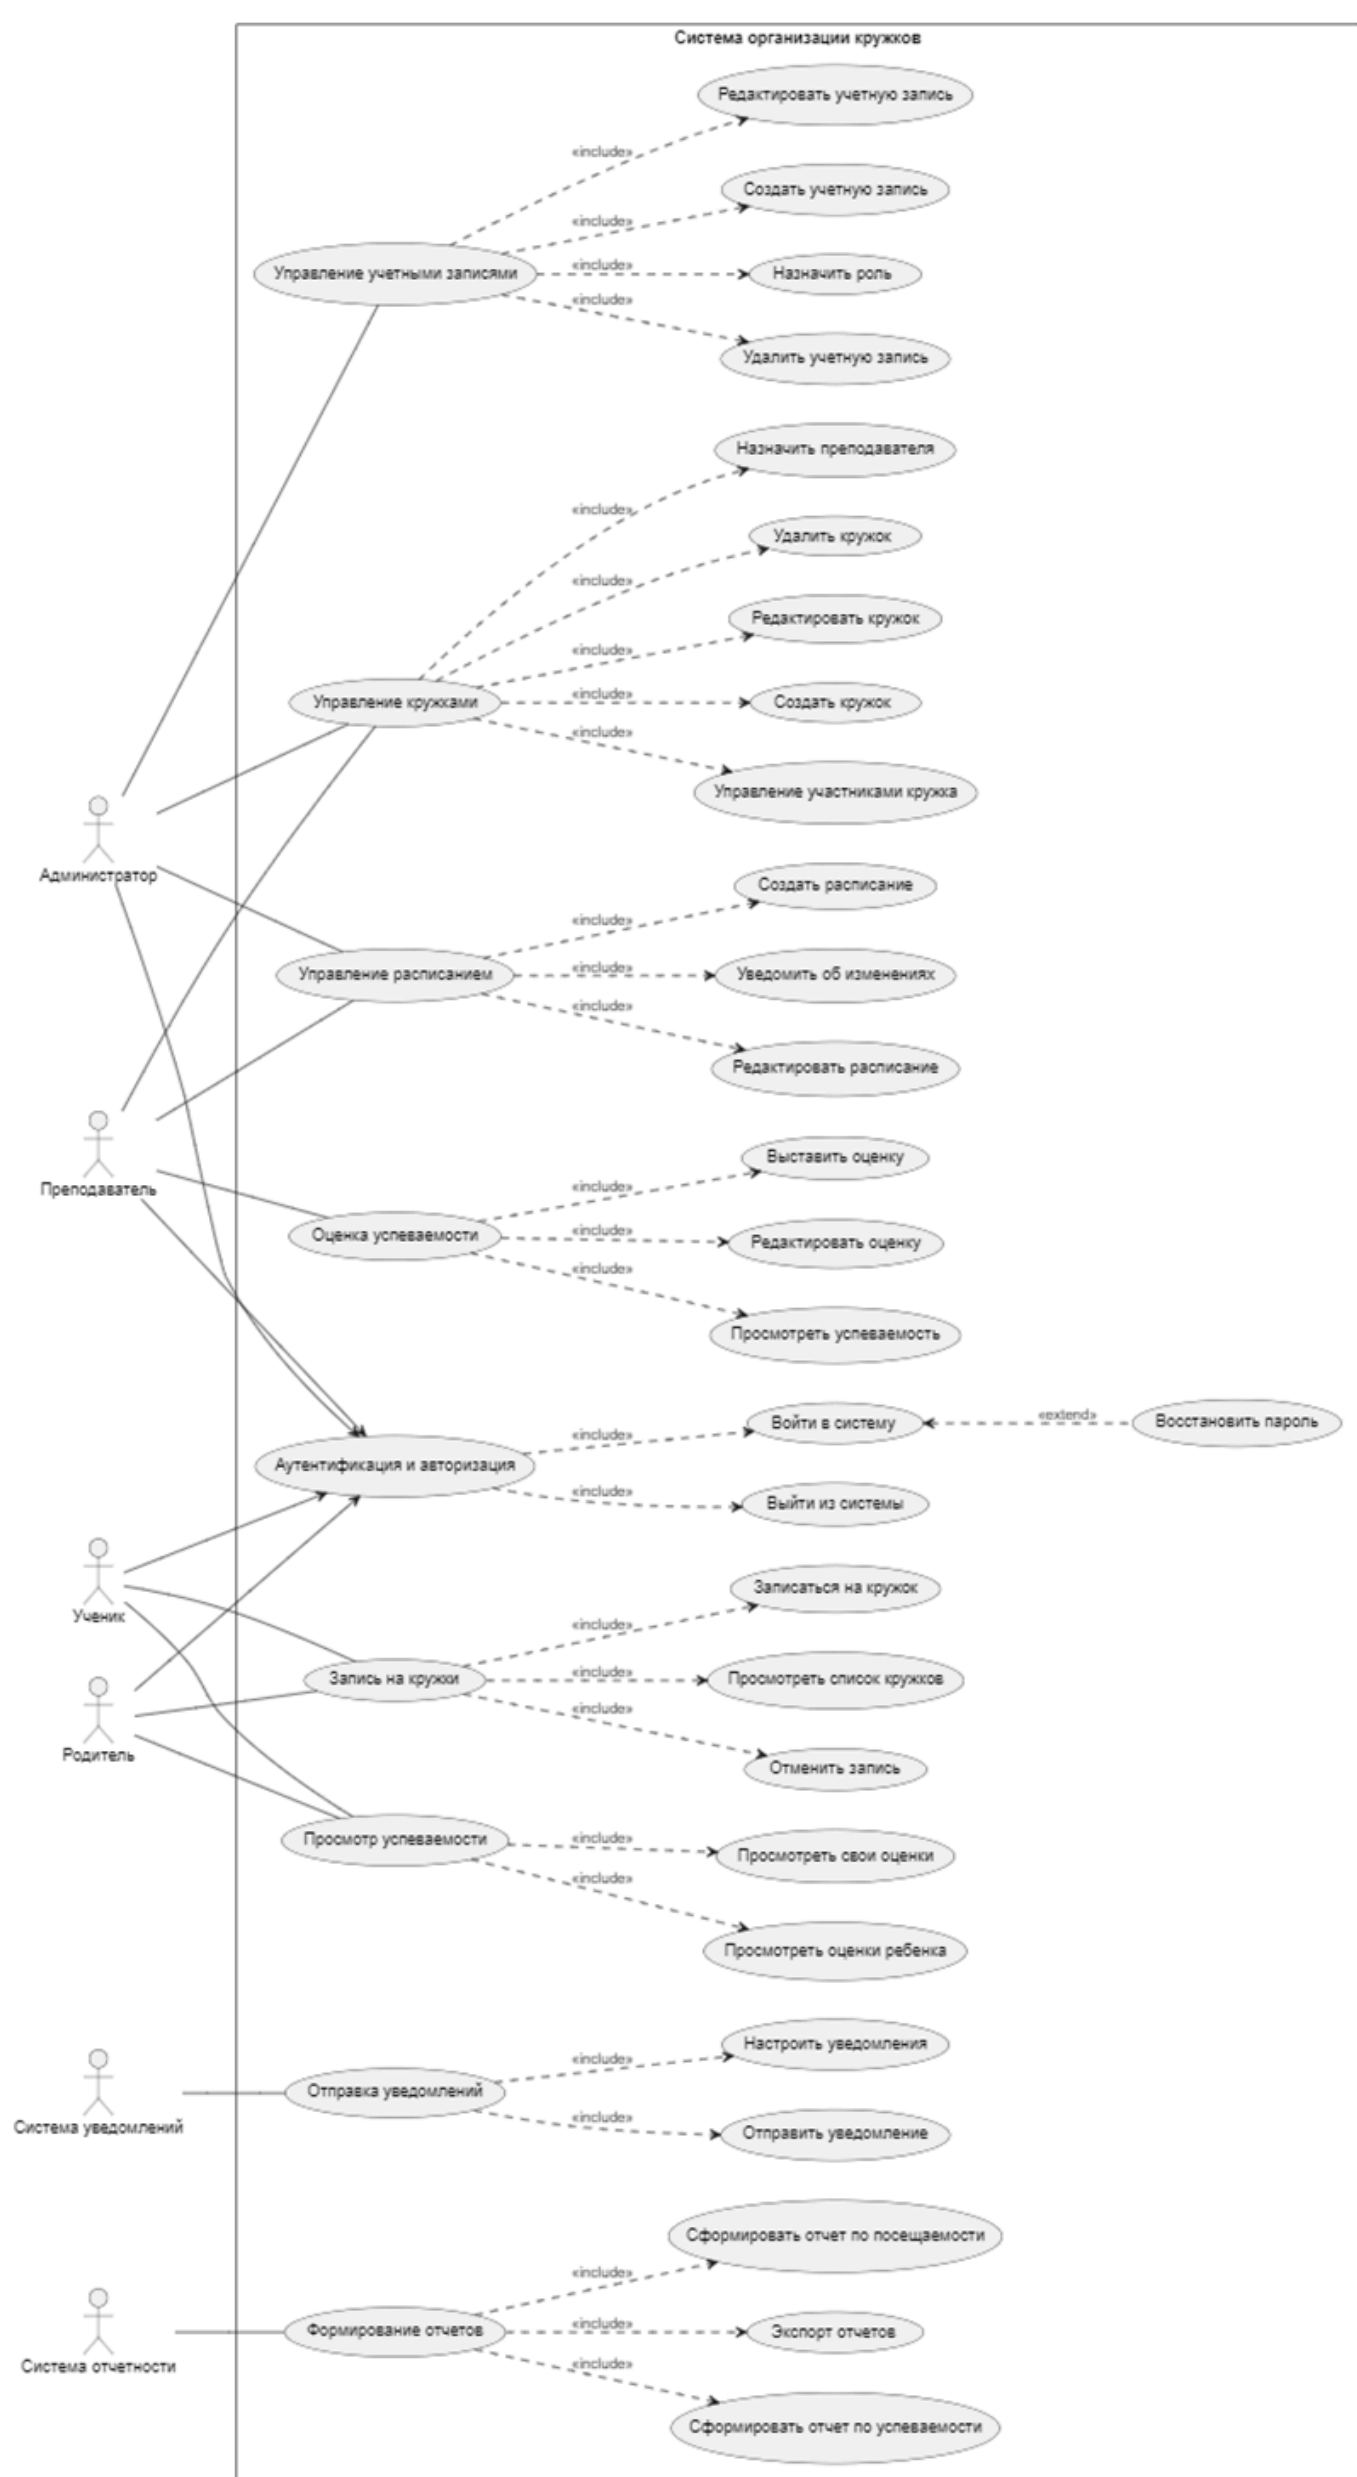 Система организации кружков
Редактировать учетную запись
«include»
Создать учетную запись
«include»
Управление учетными записями
«include»
Назначить роль
«include»
Удалить учетную запись
Назначить преподавателя
«include»
Удалить кружок
«include»
Редактировать кружок
«include»
Управление кружками
«include»
Создать кружок
«include»
Управление участниками кружка
Администратор
Создать расписание
«include»
Управление расписанием
«include»
Уведомить об изменениях
«include»
Редактировать расписание
Выставить оценку
Преподаватель
«include»
Оценка успеваемости
«include»
Редактировать оценку
«include»
Просмотреть успеваемость
Войти в систему
«extend»
Восстановить пароль
«include»
Аутентификация и авторизация
«include»
Выйти из системы
Записаться на кружок
Ученик
«include»
Запись на кружки
«include»
Просмотреть список кружков
«include»
Родитель
Отменить запись
Просмотр успеваемости
«include»
Просмотреть свои оценки
«include»
Просмотреть оценки ребенка
Настроить уведомления
«include»
Отправка уведомлений
«include»
Система уведомлений
Отправить уведомление
Сформировать отчет по посещаемости
«include»
Формирование отчетов
«include»
Экспорт отчетов
Система отчетности
«include»
Сформировать отчет по успеваемости